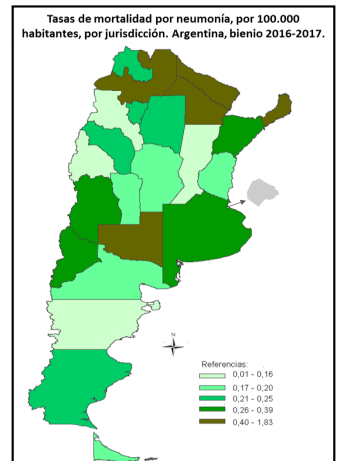 Tasas de mortalidad por neumonía, por 100.000
habitantes, por jurisdicción. Argentina, bienio 2016-2017.
N
Referencias:
0,01 - 0,16
0,17 - 0,20
0,21 - 0,25
0,26 - 0,39
0,40 - 1,83